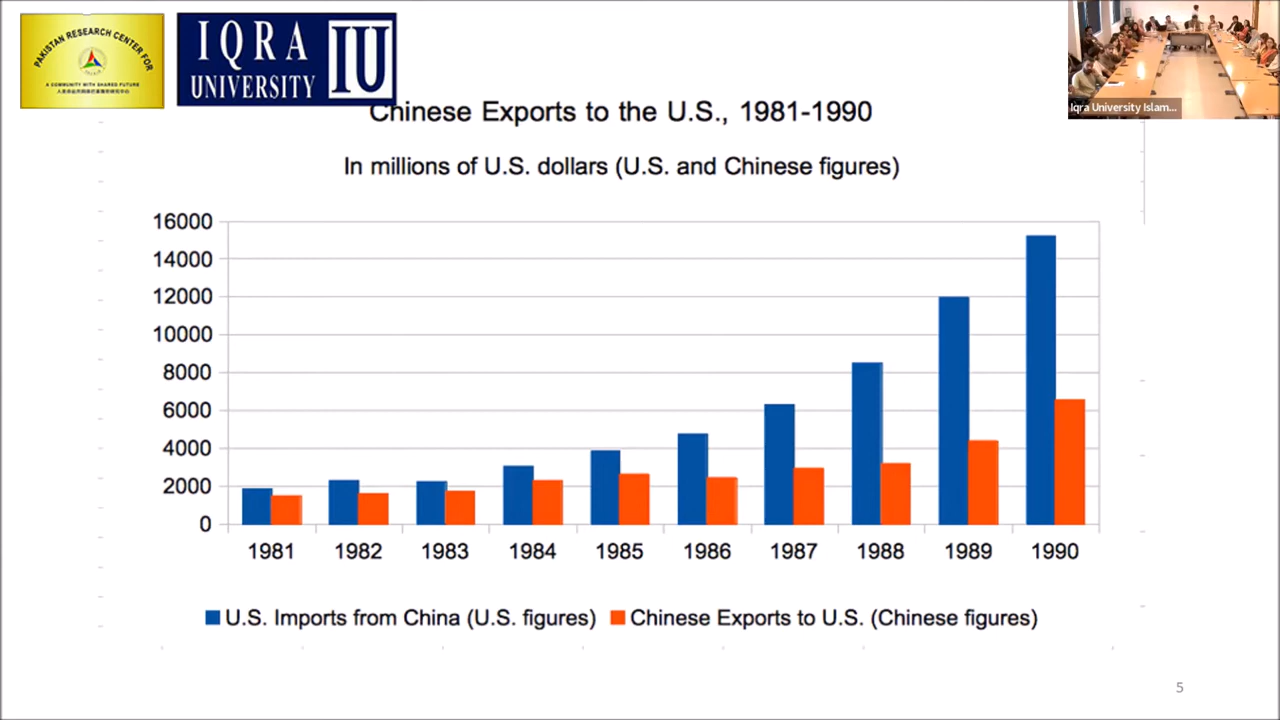 PAKISTAN RESEARCH CENTER FOR
A COMMUNITY WITH SHARED FUTURE
IQRA
UNIVERSITY
IU
Iqra University Islam...
Chinese Exports to the U.S., 1981-1990
In millions of U.S. dollars (U.S. and Chinese figures)
16000
14000
12000
10000
8000
6000
4000
2000
0
1981 1982 1983 1984 1985 1986 1987 1988 1989 1990
U.S. Imports from China (U.S. figures) Chinese Exports to U.S. (Chinese figures)
5